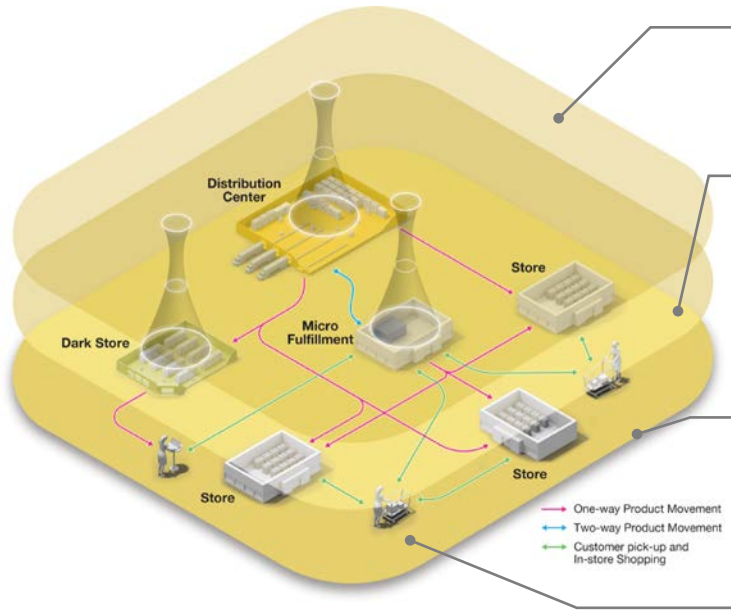 Distribution
Center
Store
Micro
Fulfillment
Dark Store
Store
Store
One-way Product Movement
Two-way Product Movement
Customer pick-up and
In-store Shopping